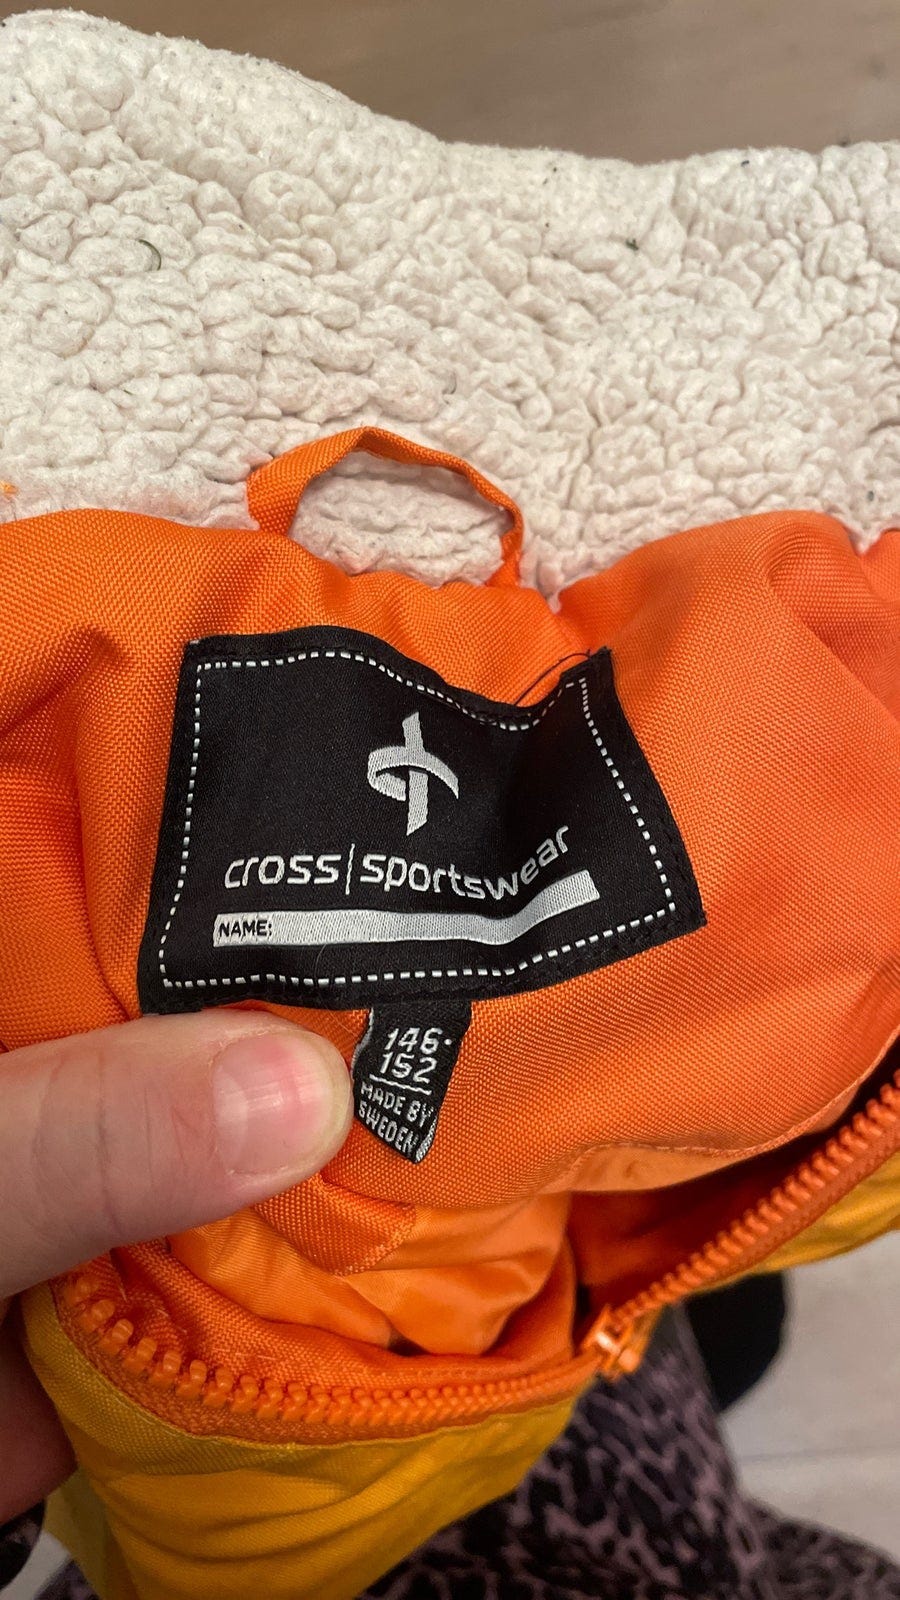 cross|sportswear
NAME:
146-
152
MADE BY
SWEDEN